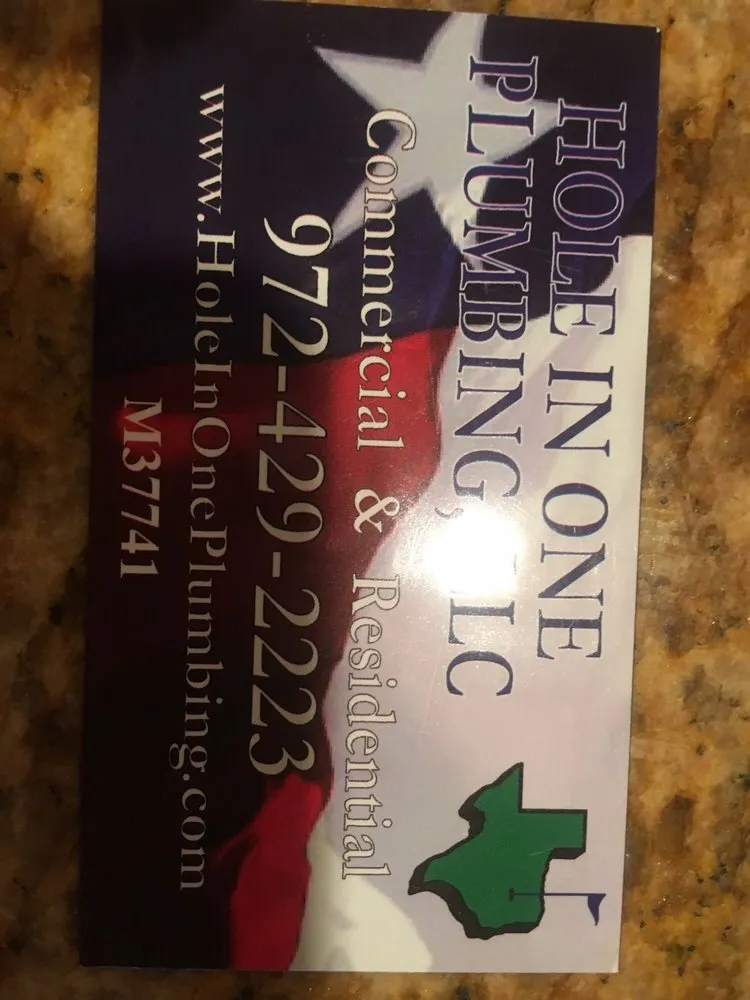 HOLE IN ONE
PLUMBING, LLC
Commercial & Residential
972-429-2223
www.HoleInOnePlumbing.com
M37741